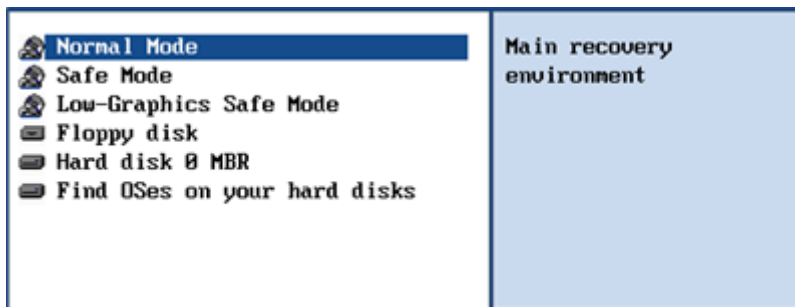 Normal Mode
Safe Mode
Low-Graphics Safe Mode
Floppy disk
Hard disk 0 MBR
Find OSes on your hard disks
Main recovery
environment